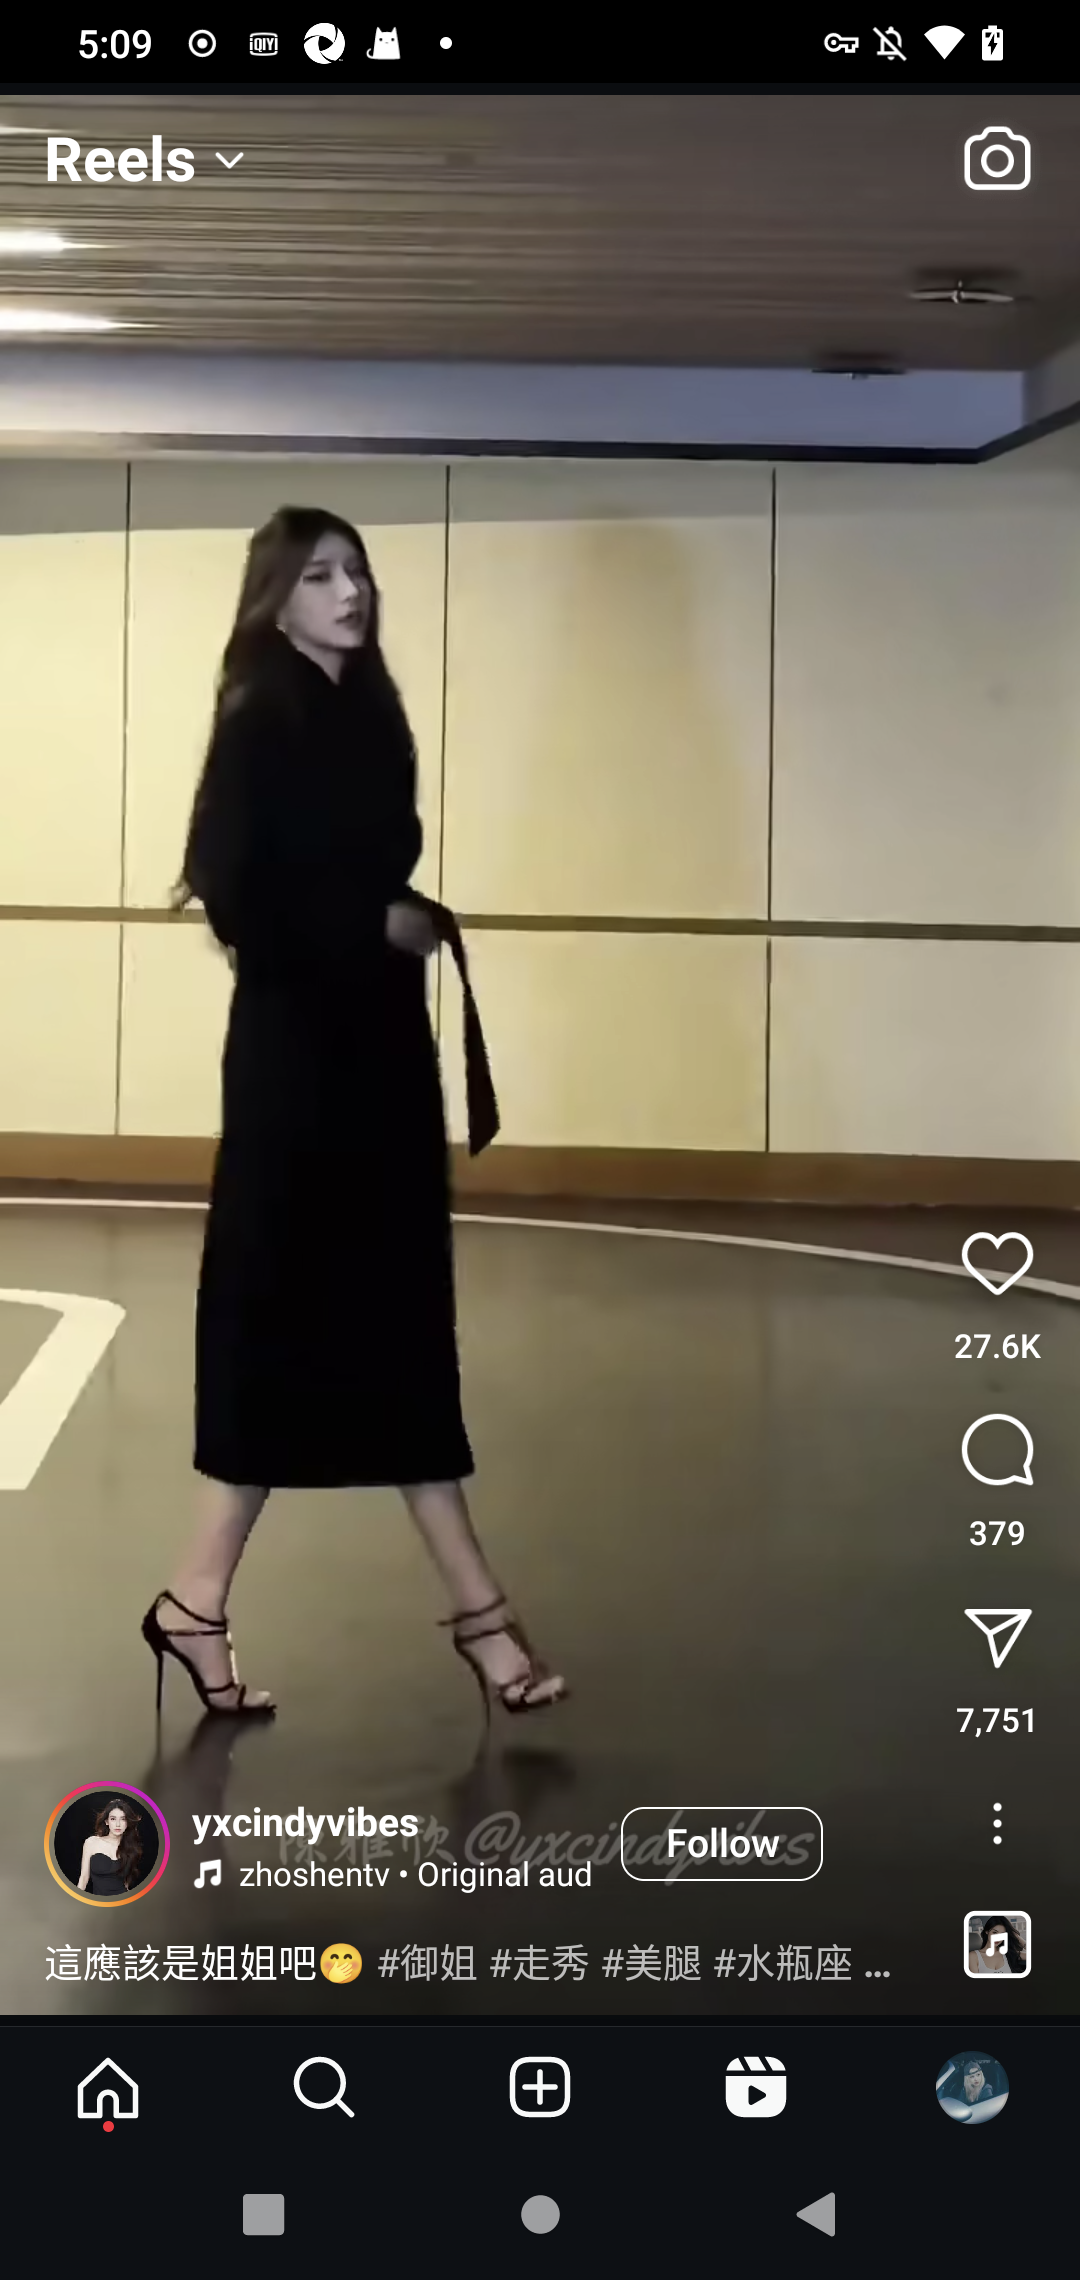 5:09
iQIYI
Reels
27.6K
379
7,751
yxcindyvibes
Follow
陳雅欣 @yxcindyvibes
zhoshentv • Original aud
這應該是姐姐吧🤭 #御姐 #走秀 #美腿 #水瓶座 ...